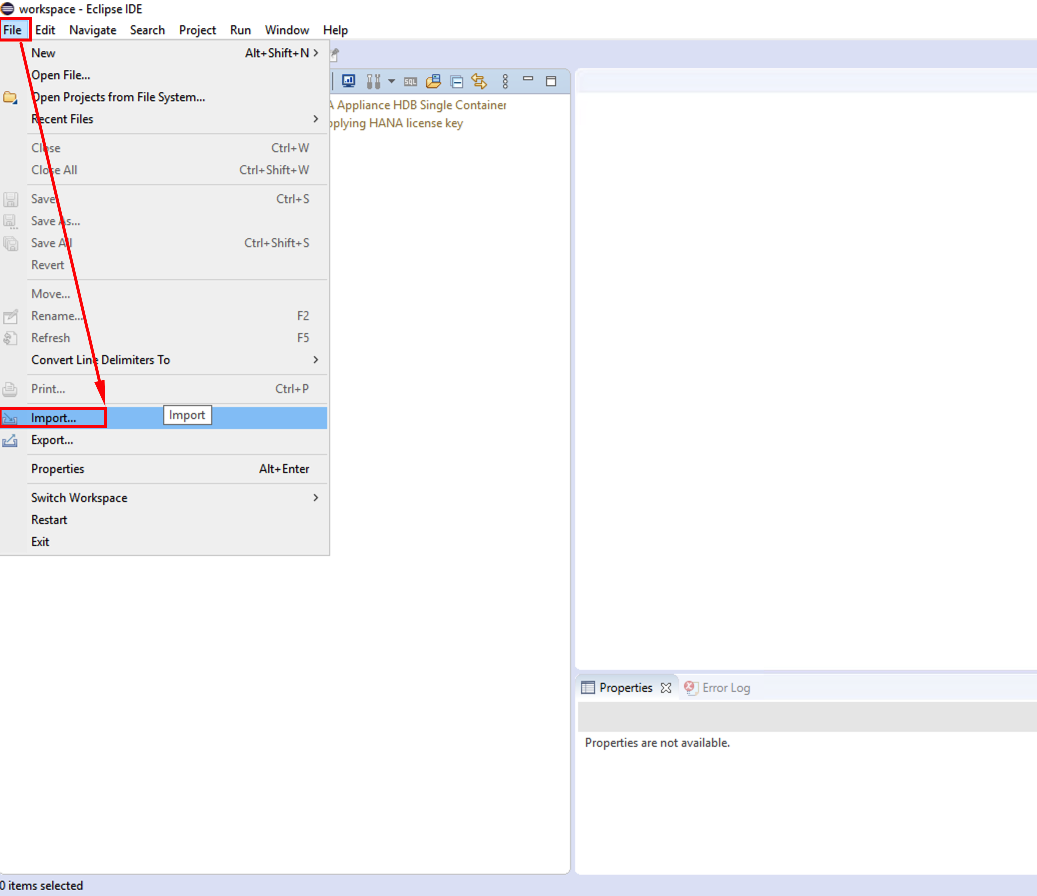 workspace - Eclipse IDE
File Edit Navigate Search Project Run Window Help
New Alt+Shift+N
Open File...
Open Projects from File System...
Recent Files
Close Ctrl+W
Close All Ctrl+Shift+W
Save Ctrl+S
Save As...
Save All Ctrl+Shift+S
Revert
Move...
Rename... F2
Refresh F5
Convert Line Delimiters To
Print... Ctrl+P
Import... Import
Export...
Properties Alt+Enter
Switch Workspace
Restart
Exit
SQL
A Appliance HDB Single Container
pplying HANA license key
Properties Error Log
Properties are not available.
0 items selected